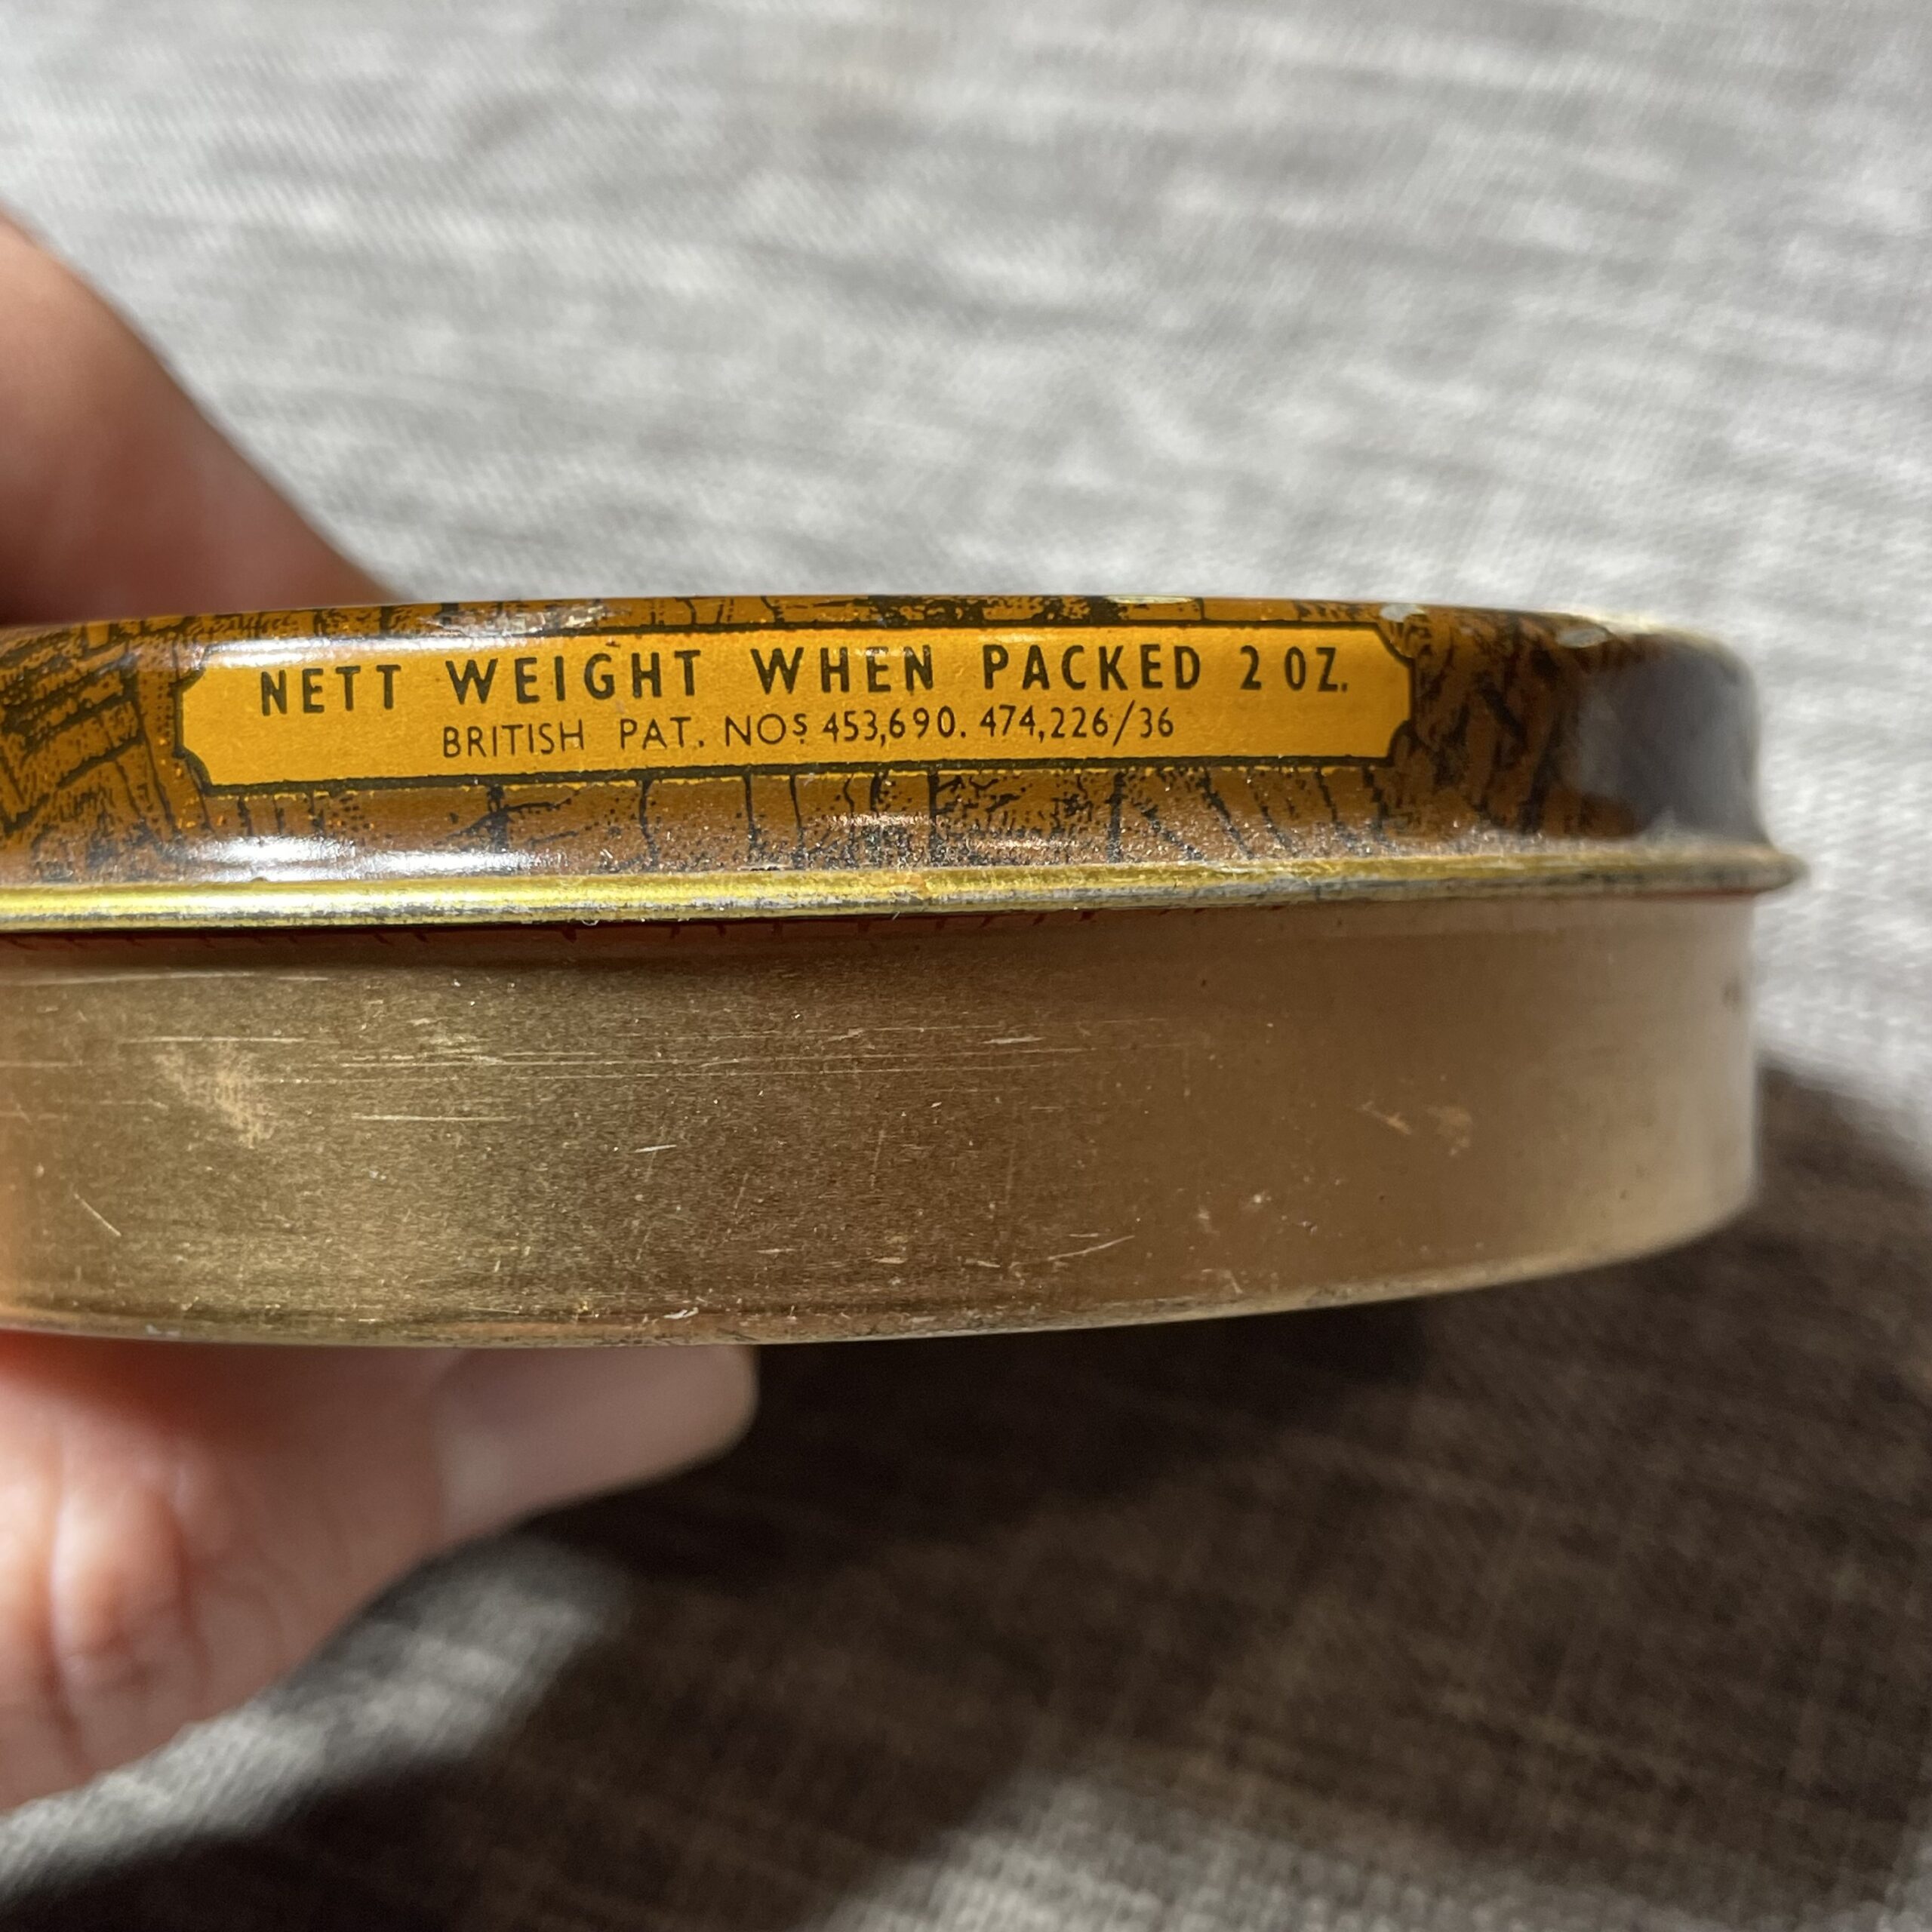 NETT WEIGHT WHEN PACKED 2 OZ.
BRITISH PAT. NOS 453,690. 474,226/36